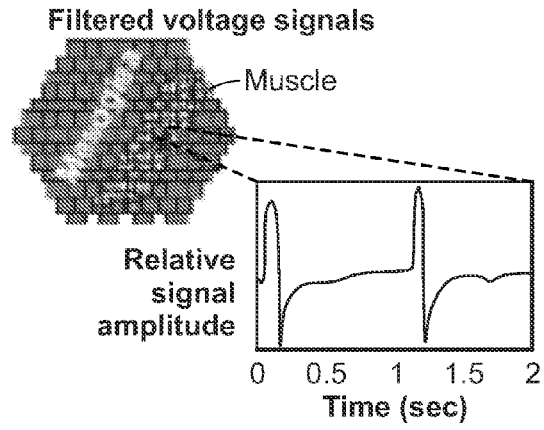 Filtered voltage signals
Muscle
Relative
signal
amplitude
0 0.5 1 1.5 2
Time (sec)